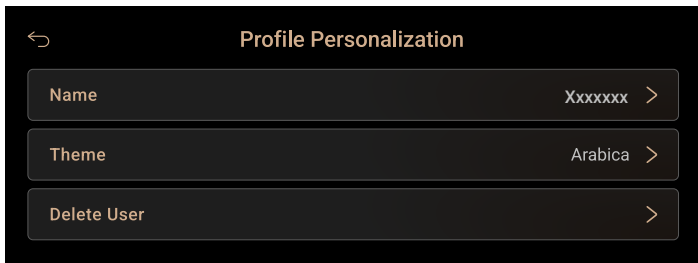 Profile Personalization
Name Xxxxxxx
Theme Arabica
Delete User